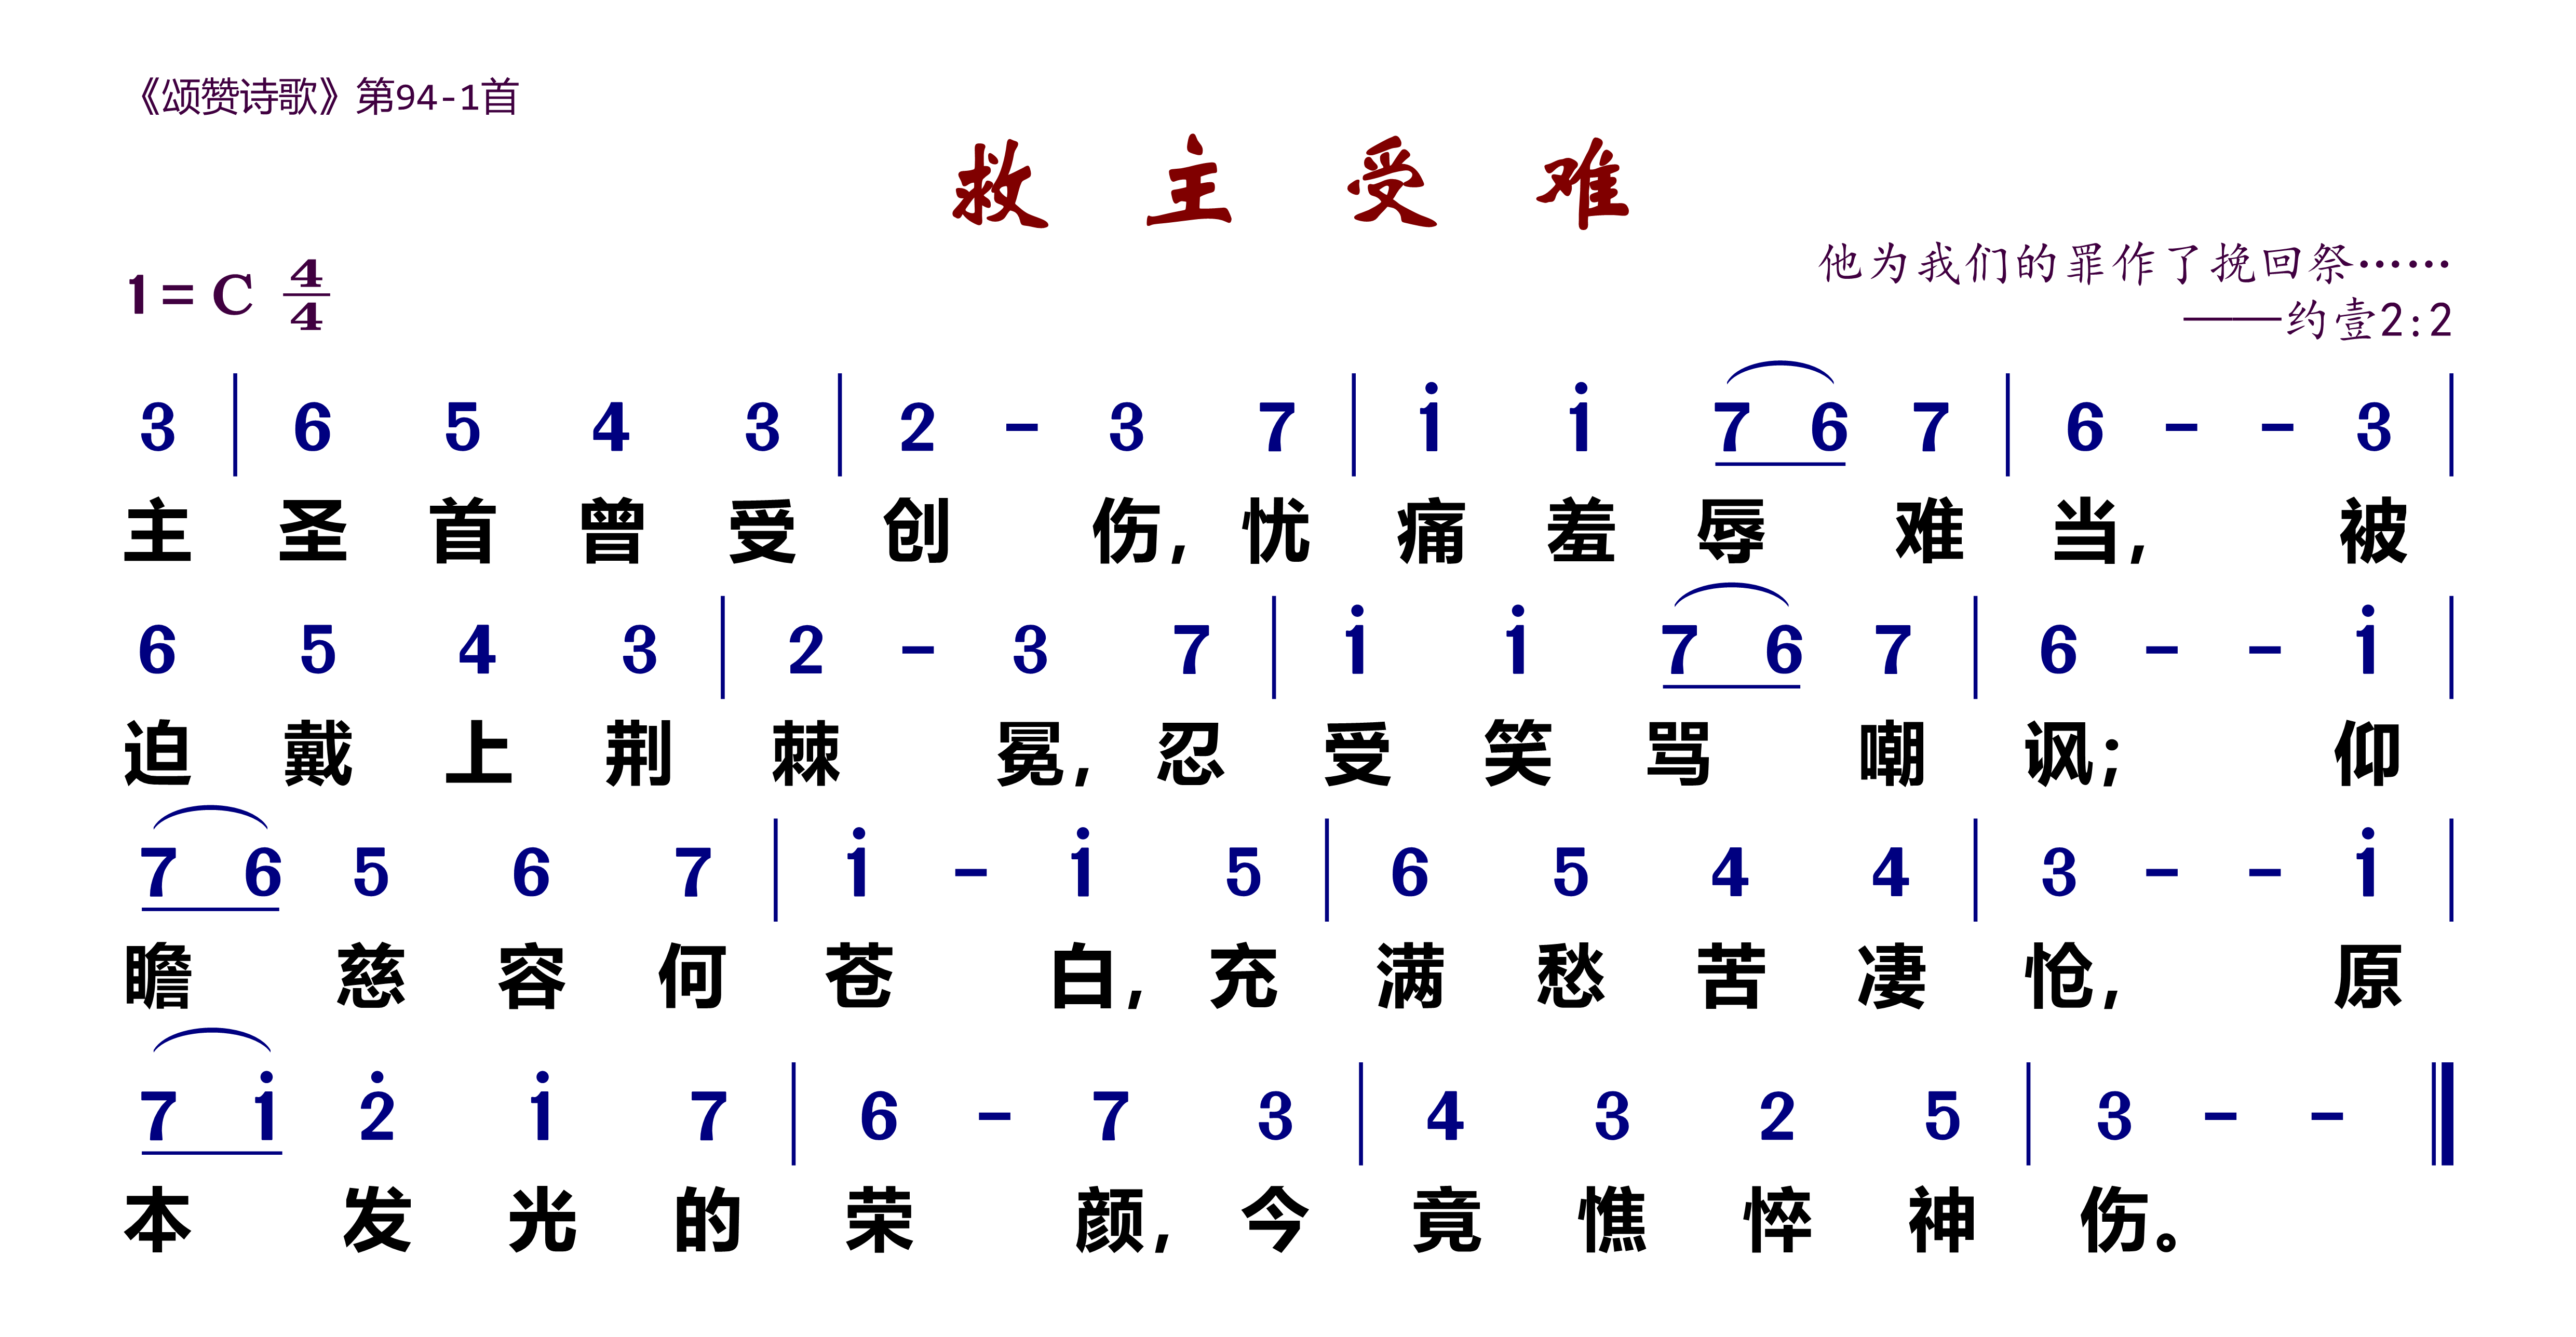 《颂赞诗歌》第94-1首
救 主 受 难
他为我们的罪作了挽回祭……
1= C 4/4
——约壹2:2
3 | 6 5 4 3 | 2 - 3 7 | i i 7 6 7 | 6 - - 3 |
主 圣 首 曾 受 创 伤, 忧 痛 羞 辱 难 当, 被
6 5 4 3 | 2 - 3 7 | i i 7 6 7 | 6 - - i |
迫 戴 上 荆 棘 冕, 忍 受 笑 骂 嘲 讽; 仰
7 6 5 6 7 | i - i 5 | 6 5 4 4 | 3 - - i |
瞻 慈 容 何 苍 白, 充 满 愁 苦 凄 怆, 原
7 i 2̇ i 7 | 6 - 7 3 | 4 3 2 5 | 3 - - ‖
本 发 光 的 荣 颜, 今 竟 憔 悴 神 伤。